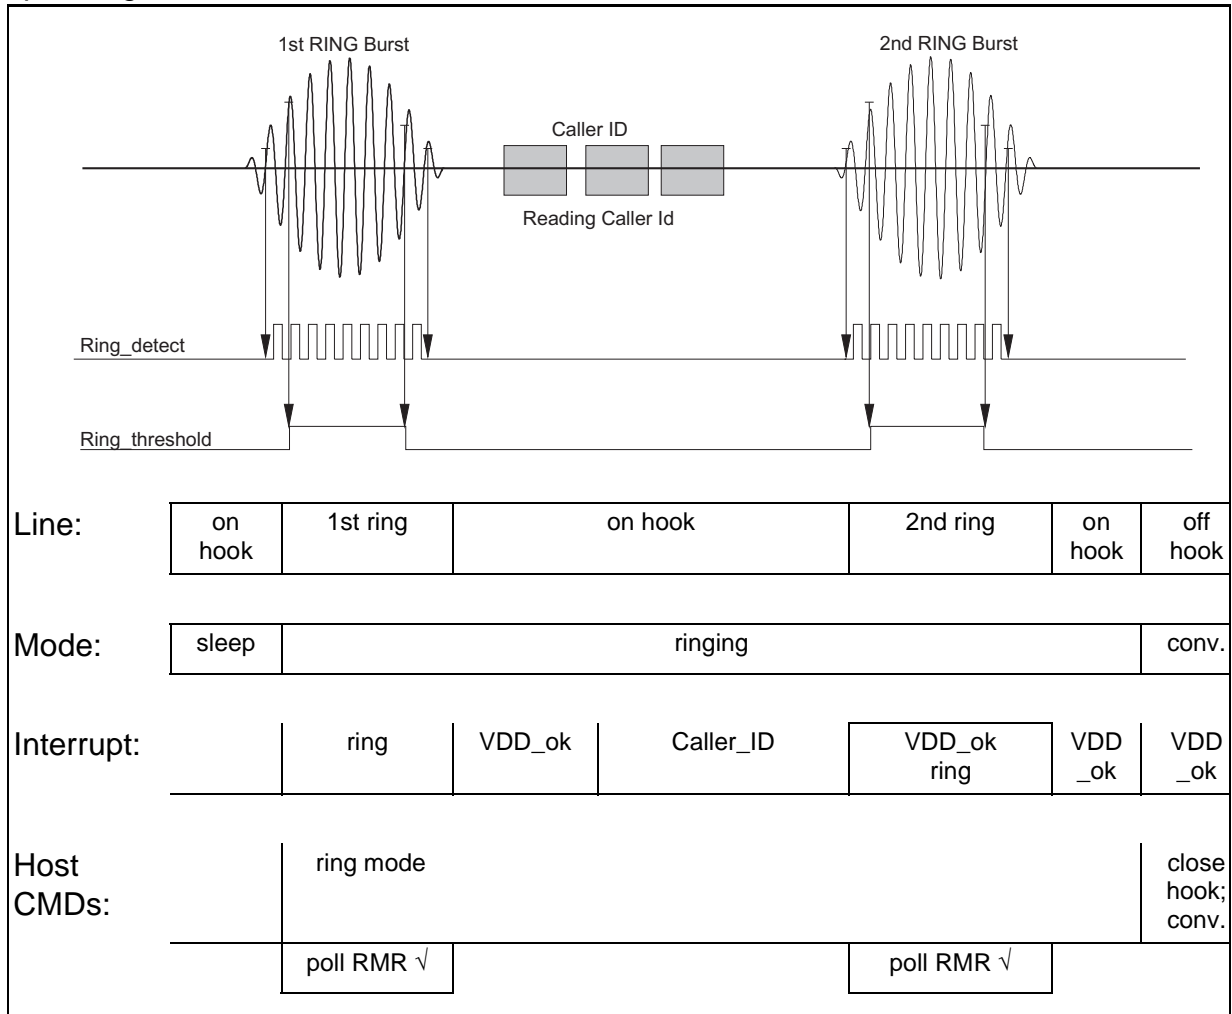 1st RING Burst
2nd RING Burst
Caller ID
Reading Caller Id
Ring_detect
Ring_threshold
Line:
on
hook
1st ring
on hook
2nd ring
on
hook
off
hook
Mode:
sleep
ringing
conv.
Interrupt:
ring
VDD_ok
Caller_ID
VDD_ok
ring
VDD
_ok
VDD
_ok
Host
CMDs:
ring mode
close
hook;
conv.
poll RMR √
poll RMR √